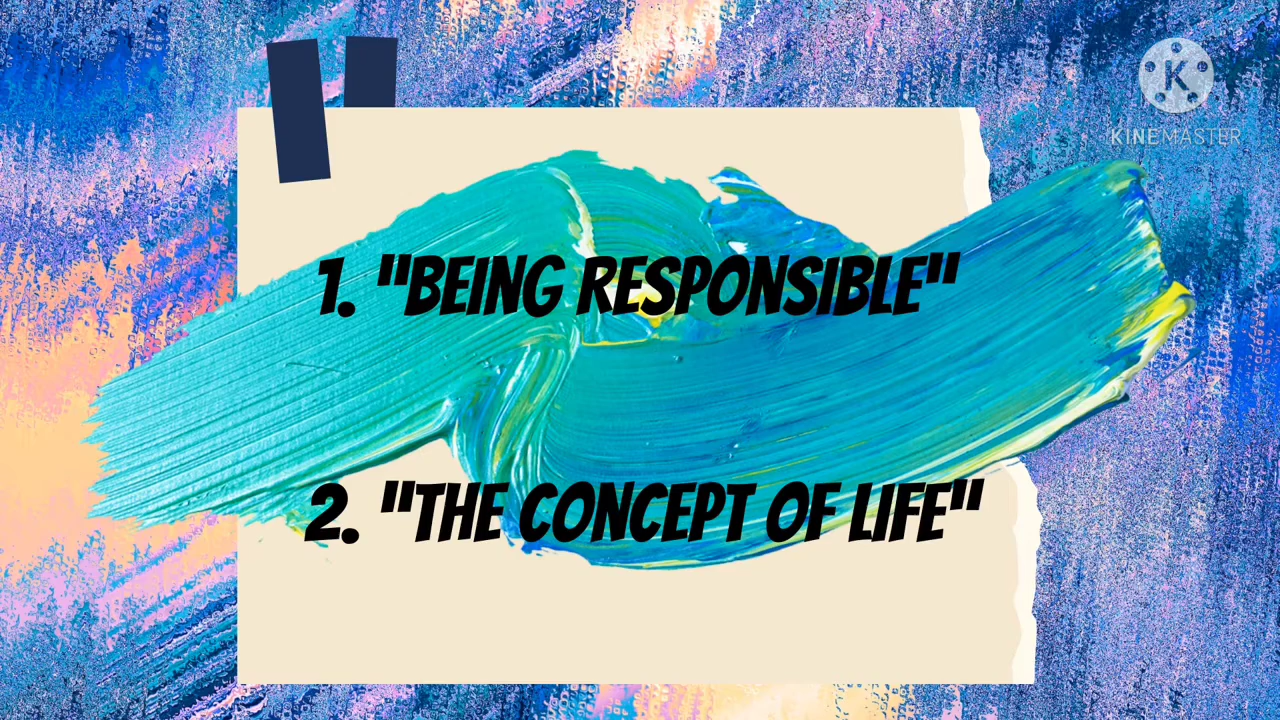 KINEMASTER
1. "BEING RESPONSIBLE"
2. "THE CONCEPT OF LIFE"